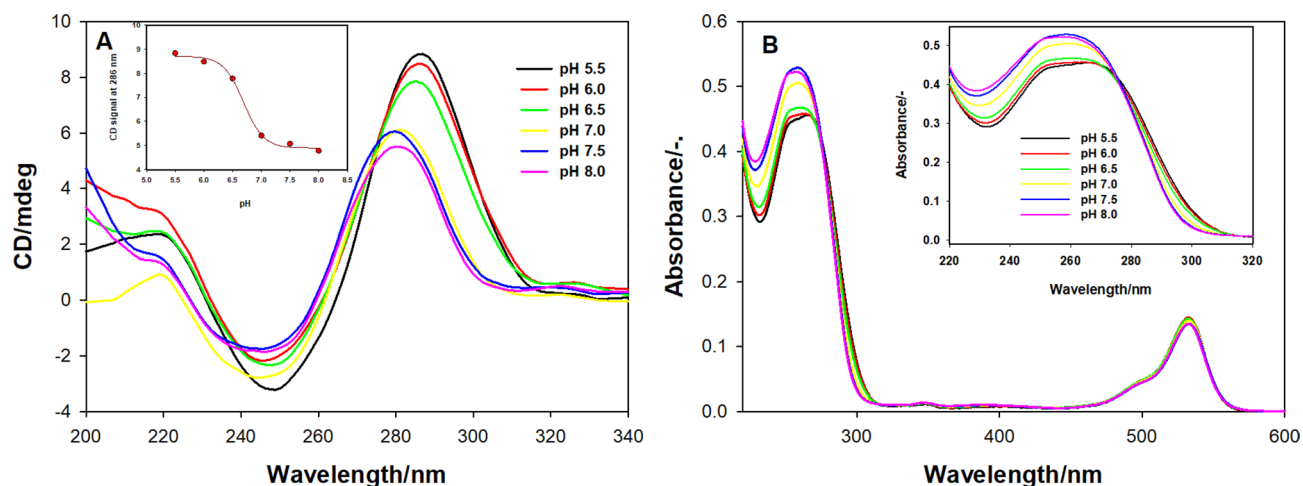 A
10
8
6
4
2
0
-2
-4
CD/mdeg
200 220 240 260 280 300 320 340
Wavelength/nm
10
9
8
7
6
5
4
CD signal at 286 nm
5.0 5.5 6.0 6.5 7.0 7.5 8.0 8.5
pH
pH 5.5
pH 6.0
pH 6.5
pH 7.0
pH 7.5
pH 8.0
B
0.6
0.5
0.4
0.3
0.2
0.1
0.0
Absorbance/-.
300 400 500 600
Wavelength/nm
0.5
0.4
0.3
0.2
0.1
0.0
Absorbance/-
220 240 260 280 300 320
Wavelength/nm
pH 5.5
pH 6.0
pH 6.5
pH 7.0
pH 7.5
pH 8.0